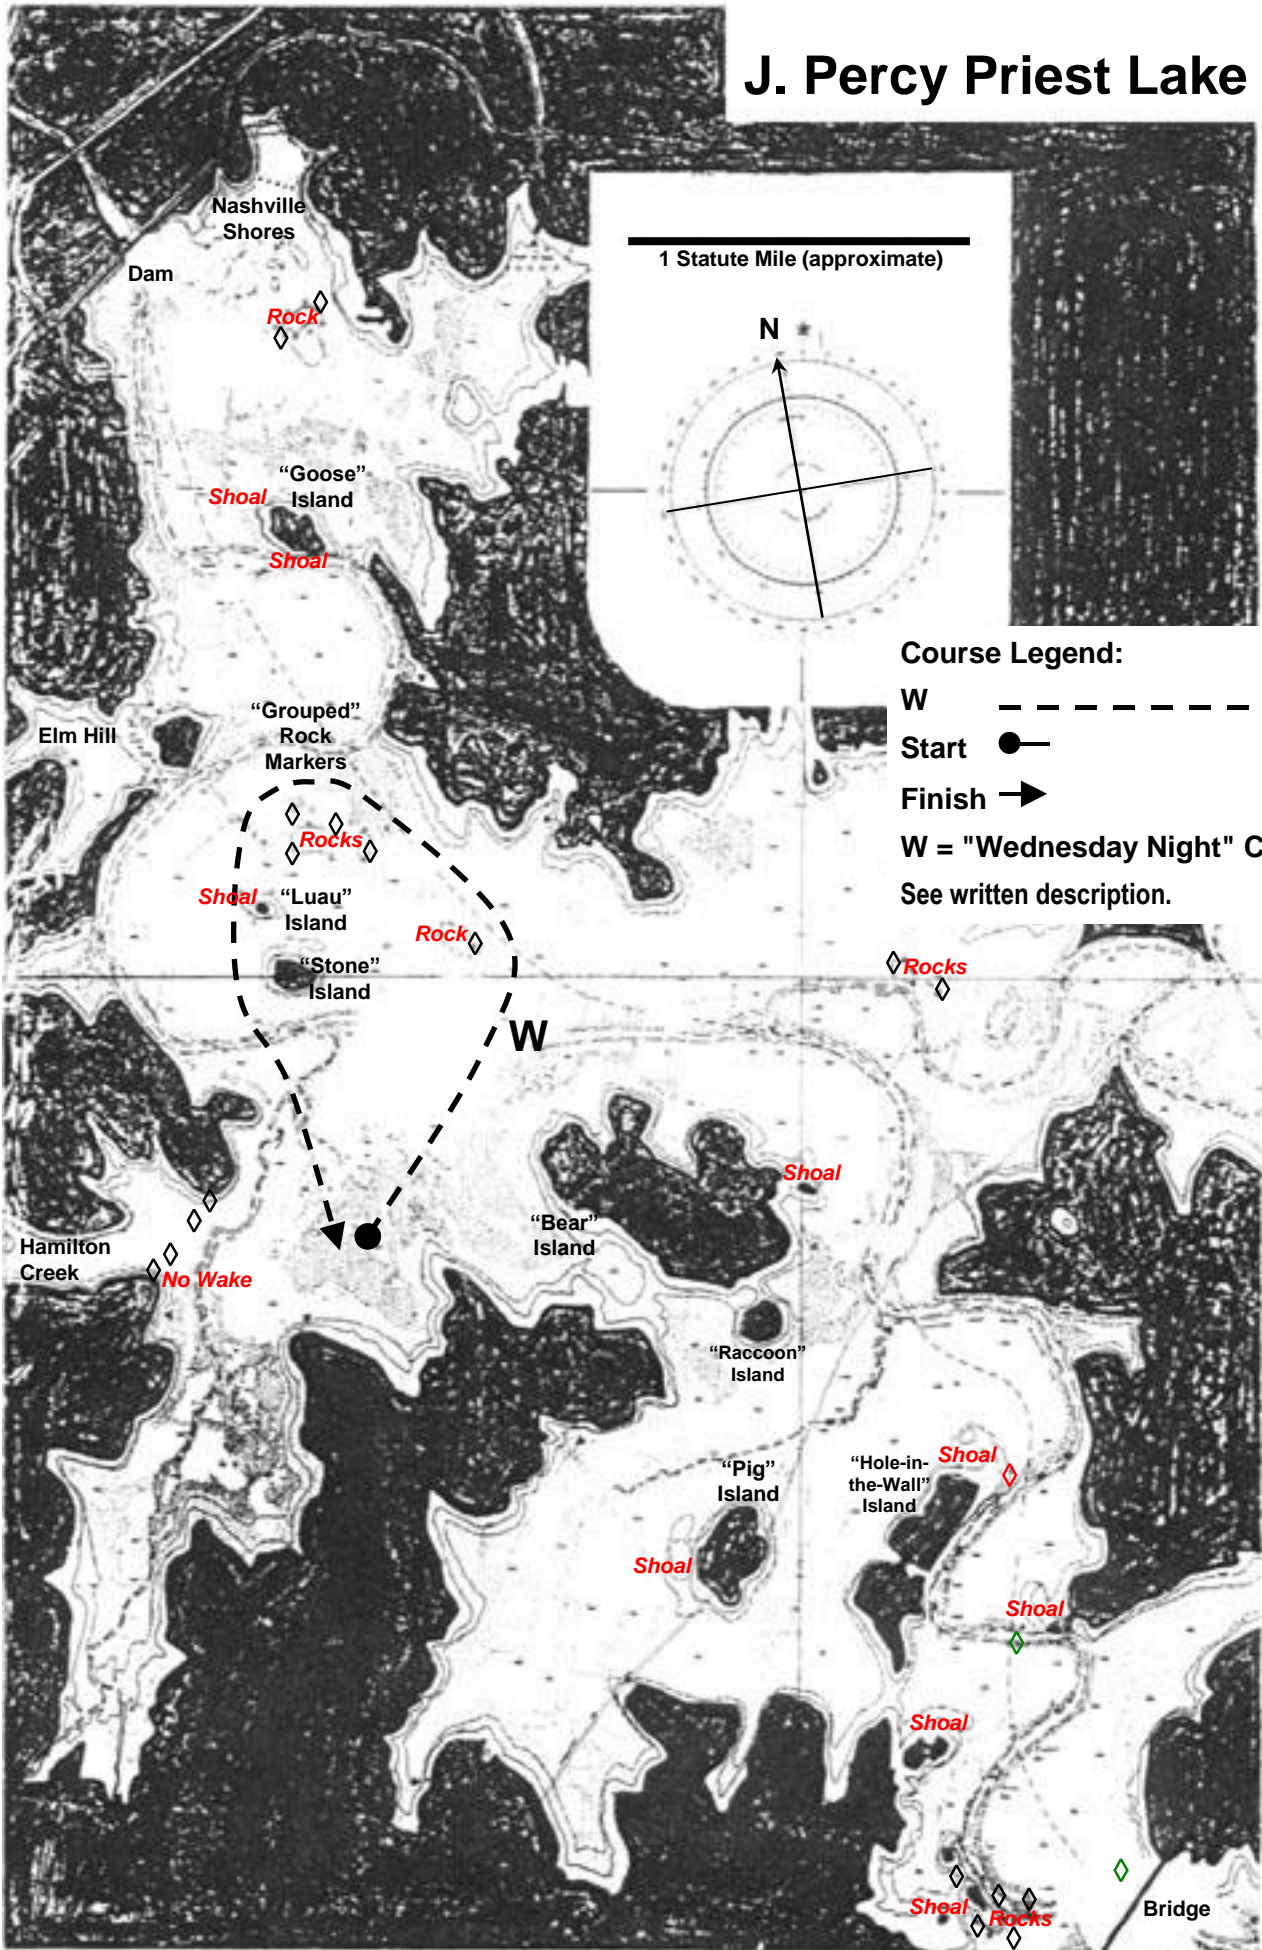 J. Percy Priest Lake
Nashville
Shores
1 Statute Mile (approximate)
Dam
Rock
N
“Goose”
Island
Shoal
Shoal
Course Legend:
W
Start
Finish
W = "Wednesday Night" C
See written description.
“Grouped”
Rock
Markers
Elm Hill
Rocks
Shoal
“Luau”
Island
Rock
“Stone”
Island
Rocks
W
Shoal
“Bear”
Island
Hamilton
Creek
No Wake
“Raccoon”
Island
“Pig”
Island
“Hole-in-
the-Wall”
Island
Shoal
Shoal
Shoal
Shoal
Shoal
Rocks
Bridge